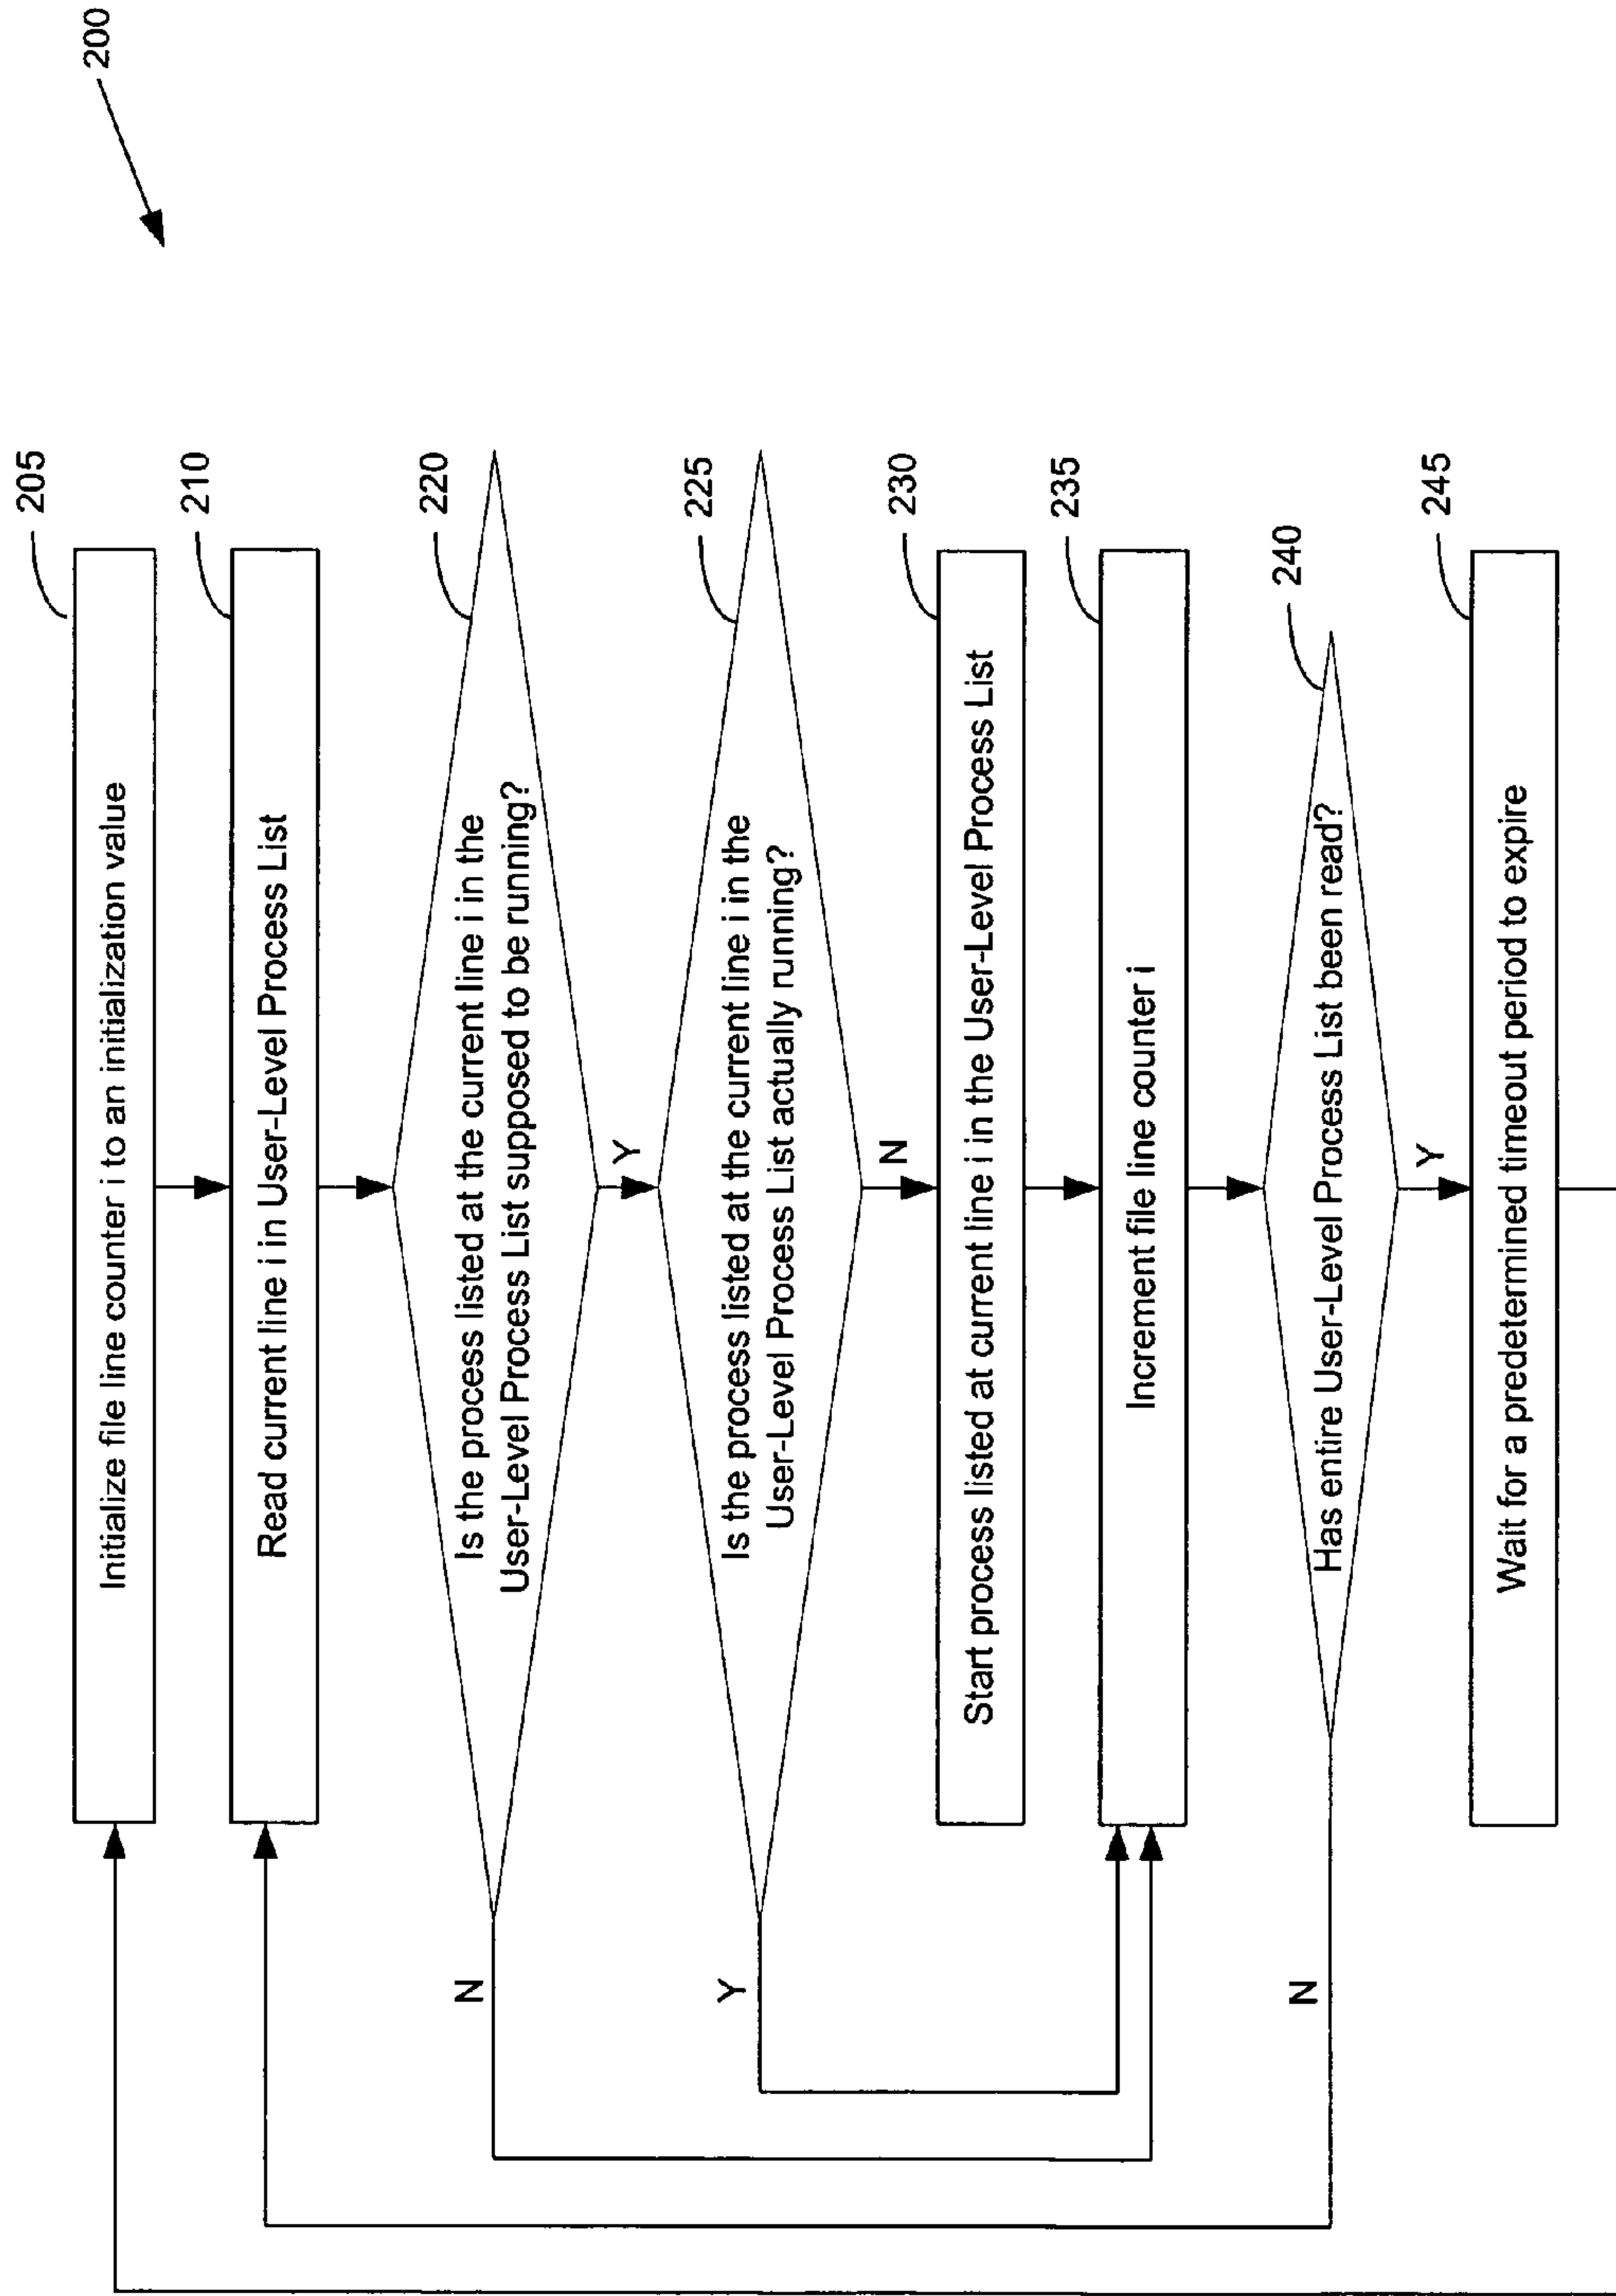 200
205
Initialize file line counter i to an initialization value
210
Read current line i in User-Level Process List
220
Is the process listed at the current line i in the
User-Level Process List supposed to be running?
N
Y
225
Is the process listed at the current line i in the
User-Level Process List actually running?
Y
N
230
Start process listed at current line i in the User-Level Process List
235
Increment file line counter i
240
Has entire User-Level Process List been read?
N
Y
245
Wait for a predetermined timeout period to expire